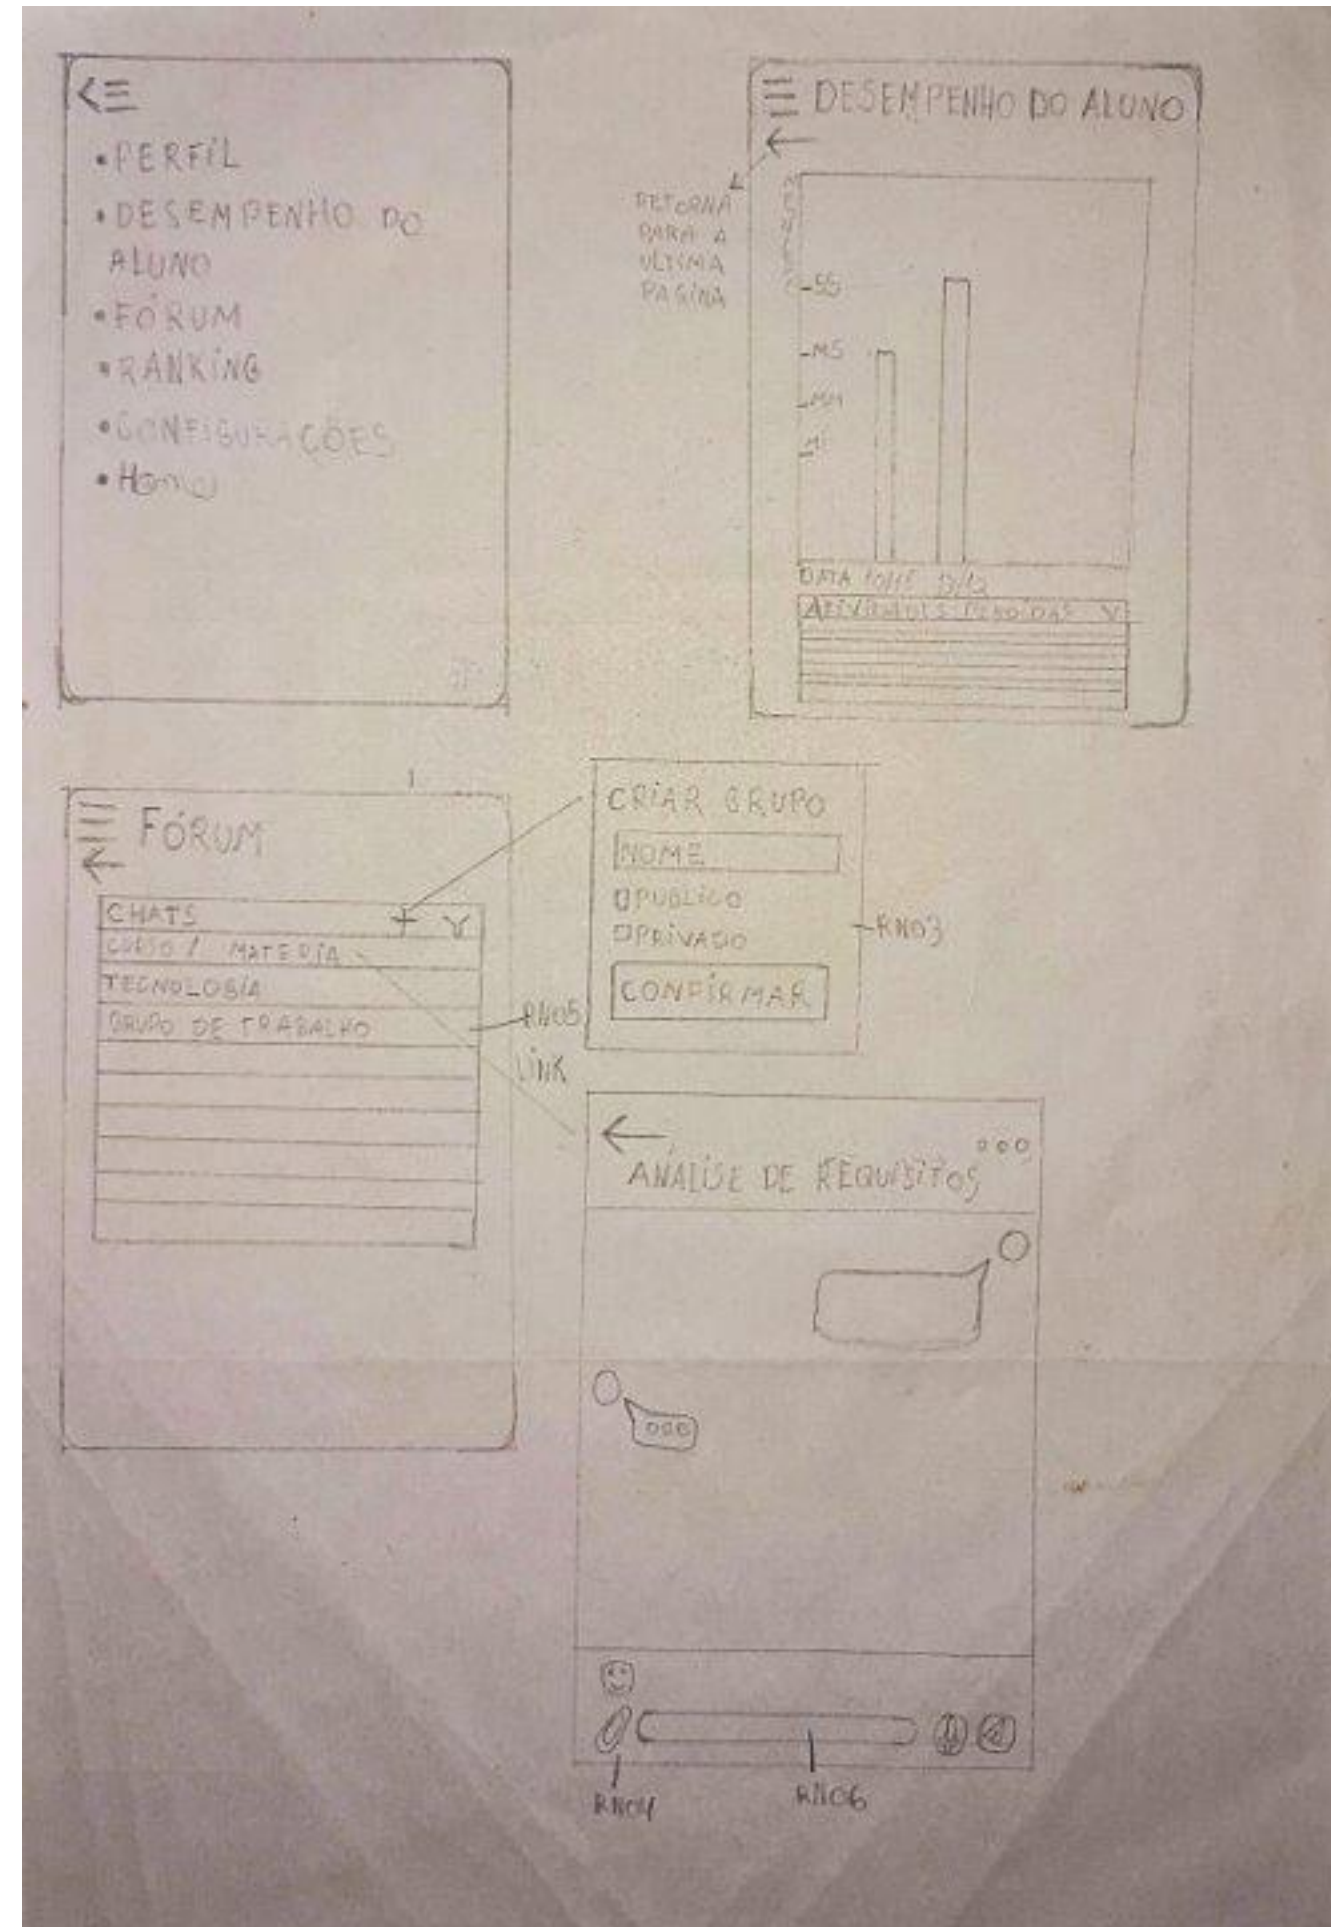 • PERFIL
• DESEMPENHO DO
ALUNO
• FÓRUM
• RANKING
• CONFIGURAÇÕES
• Home
DESEMPENHO DO ALUNO
RETORNA
PARA A
ULTIMA
PAGINA
SS
MS
MM
MI
DATA
CRIAR GRUPO
NOME
PUBLICO
PRIVADO
CONFIRMAR
RN03
FÓRUM
CHATS
CURSO / MATERIA
TECNOLOGIA
GRUPO DE TRABALHO
RN05
LINK
ANALISE DE REQUISITOS
RN04
RN06